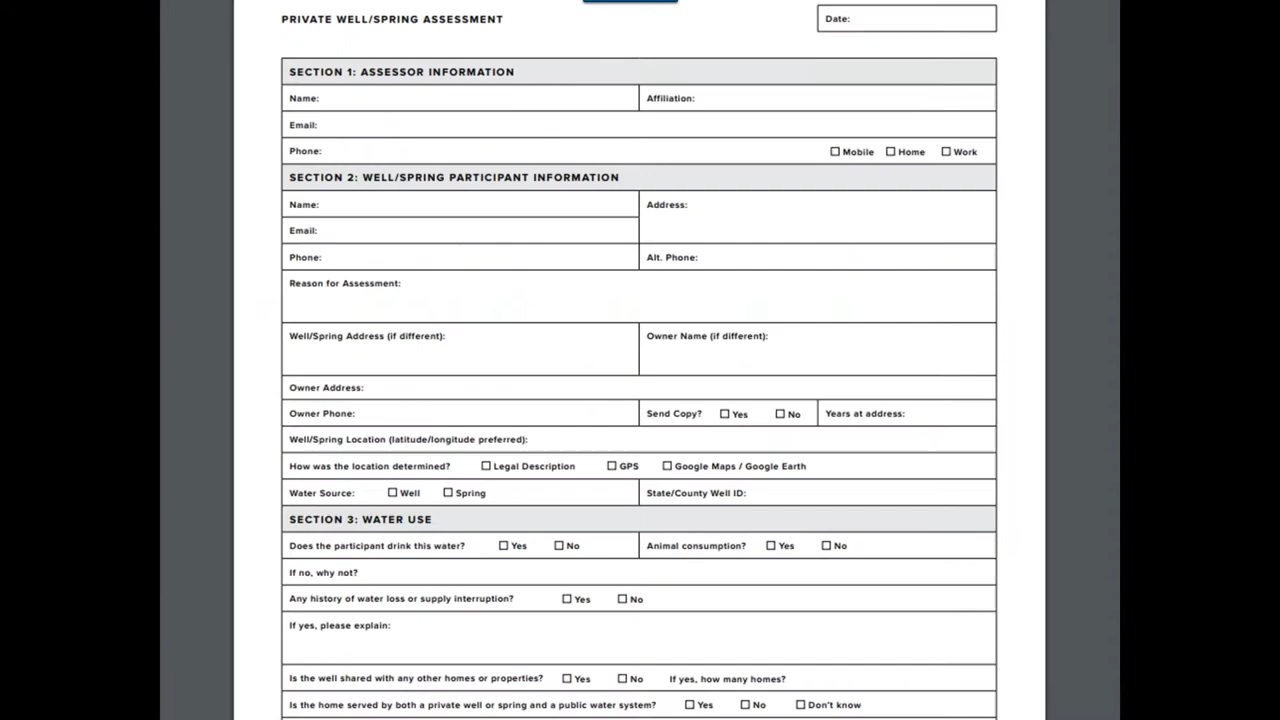 PRIVATE WELL/SPRING ASSESSMENT
Date:
SECTION 1: ASSESSOR INFORMATION
Name: Affiliation:
Email:
Phone: ☐ Mobile ☐ Home ☐ Work
SECTION 2: WELL/SPRING PARTICIPANT INFORMATION
Name: Address:
Email:
Phone: Alt. Phone:
Reason for Assessment:
Well/Spring Address (if different): Owner Name (if different):
Owner Address:
Owner Phone: Send Copy? ☐ Yes ☐ No Years at address:
Well/Spring Location (latitude/longitude preferred):
How was the location determined? ☐ Legal Description ☐ GPS ☐ Google Maps / Google Earth
Water Source: ☐ Well ☐ Spring State/County Well ID:
SECTION 3: WATER USE
Does the participant drink this water? ☐ Yes ☐ No Animal consumption? ☐ Yes ☐ No
If no, why not?
Any history of water loss or supply interruption? ☐ Yes ☐ No
If yes, please explain:
Is the well shared with any other homes or properties? ☐ Yes ☐ No If yes, how many homes?
Is the home served by both a private well or spring and a public water system? ☐ Yes ☐ No ☐ Don't know